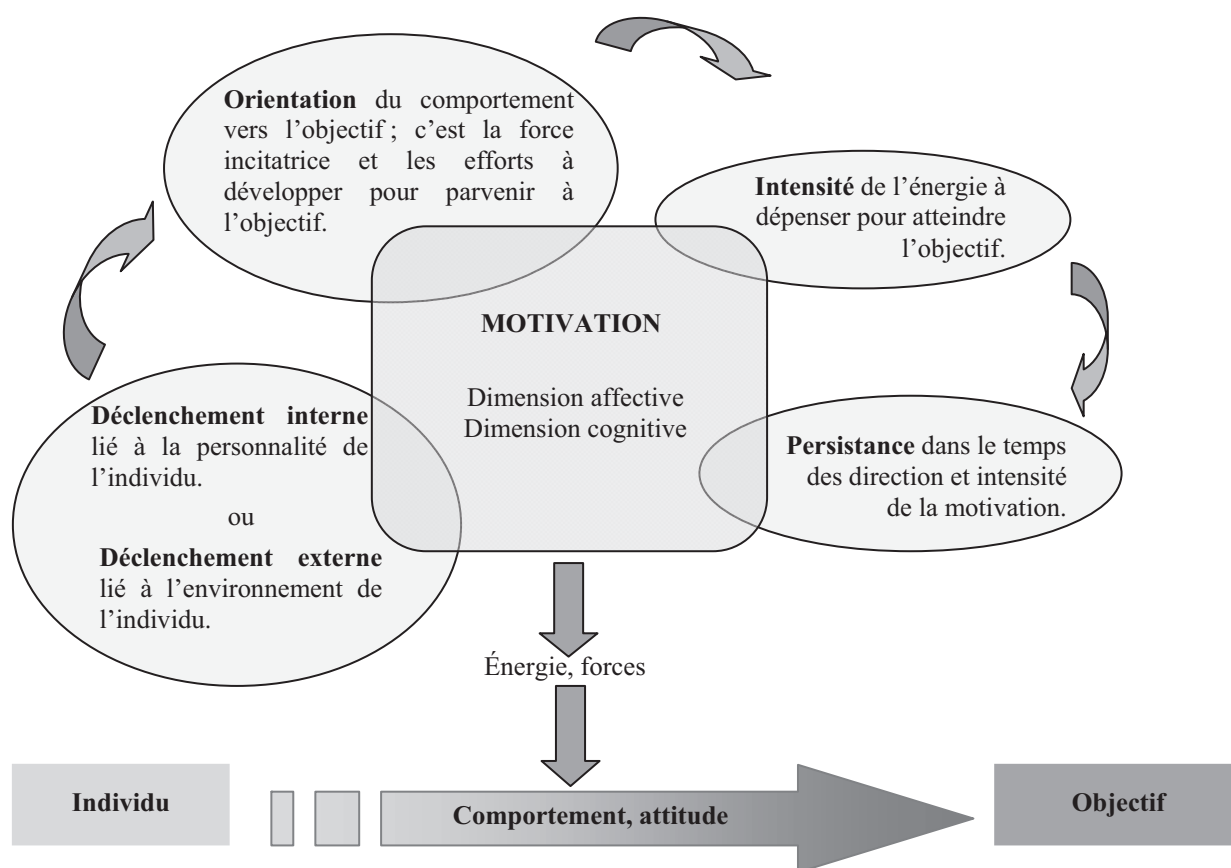 Orientation du comportement
vers l’objectif ; c’est la force
incitatrice et les efforts à
développer pour parvenir à
l’objectif.
Intensité de l’énergie à
dépenser pour atteindre
l’objectif.
MOTIVATION
Dimension affective
Dimension cognitive
Déclenchement interne
lié à la personnalité de
l’individu.
ou
Déclenchement externe
lié à l’environnement de
l’individu.
Persistance dans le temps
des direction et intensité
de la motivation.
Énergie, forces
Individu
Comportement, attitude
Objectif